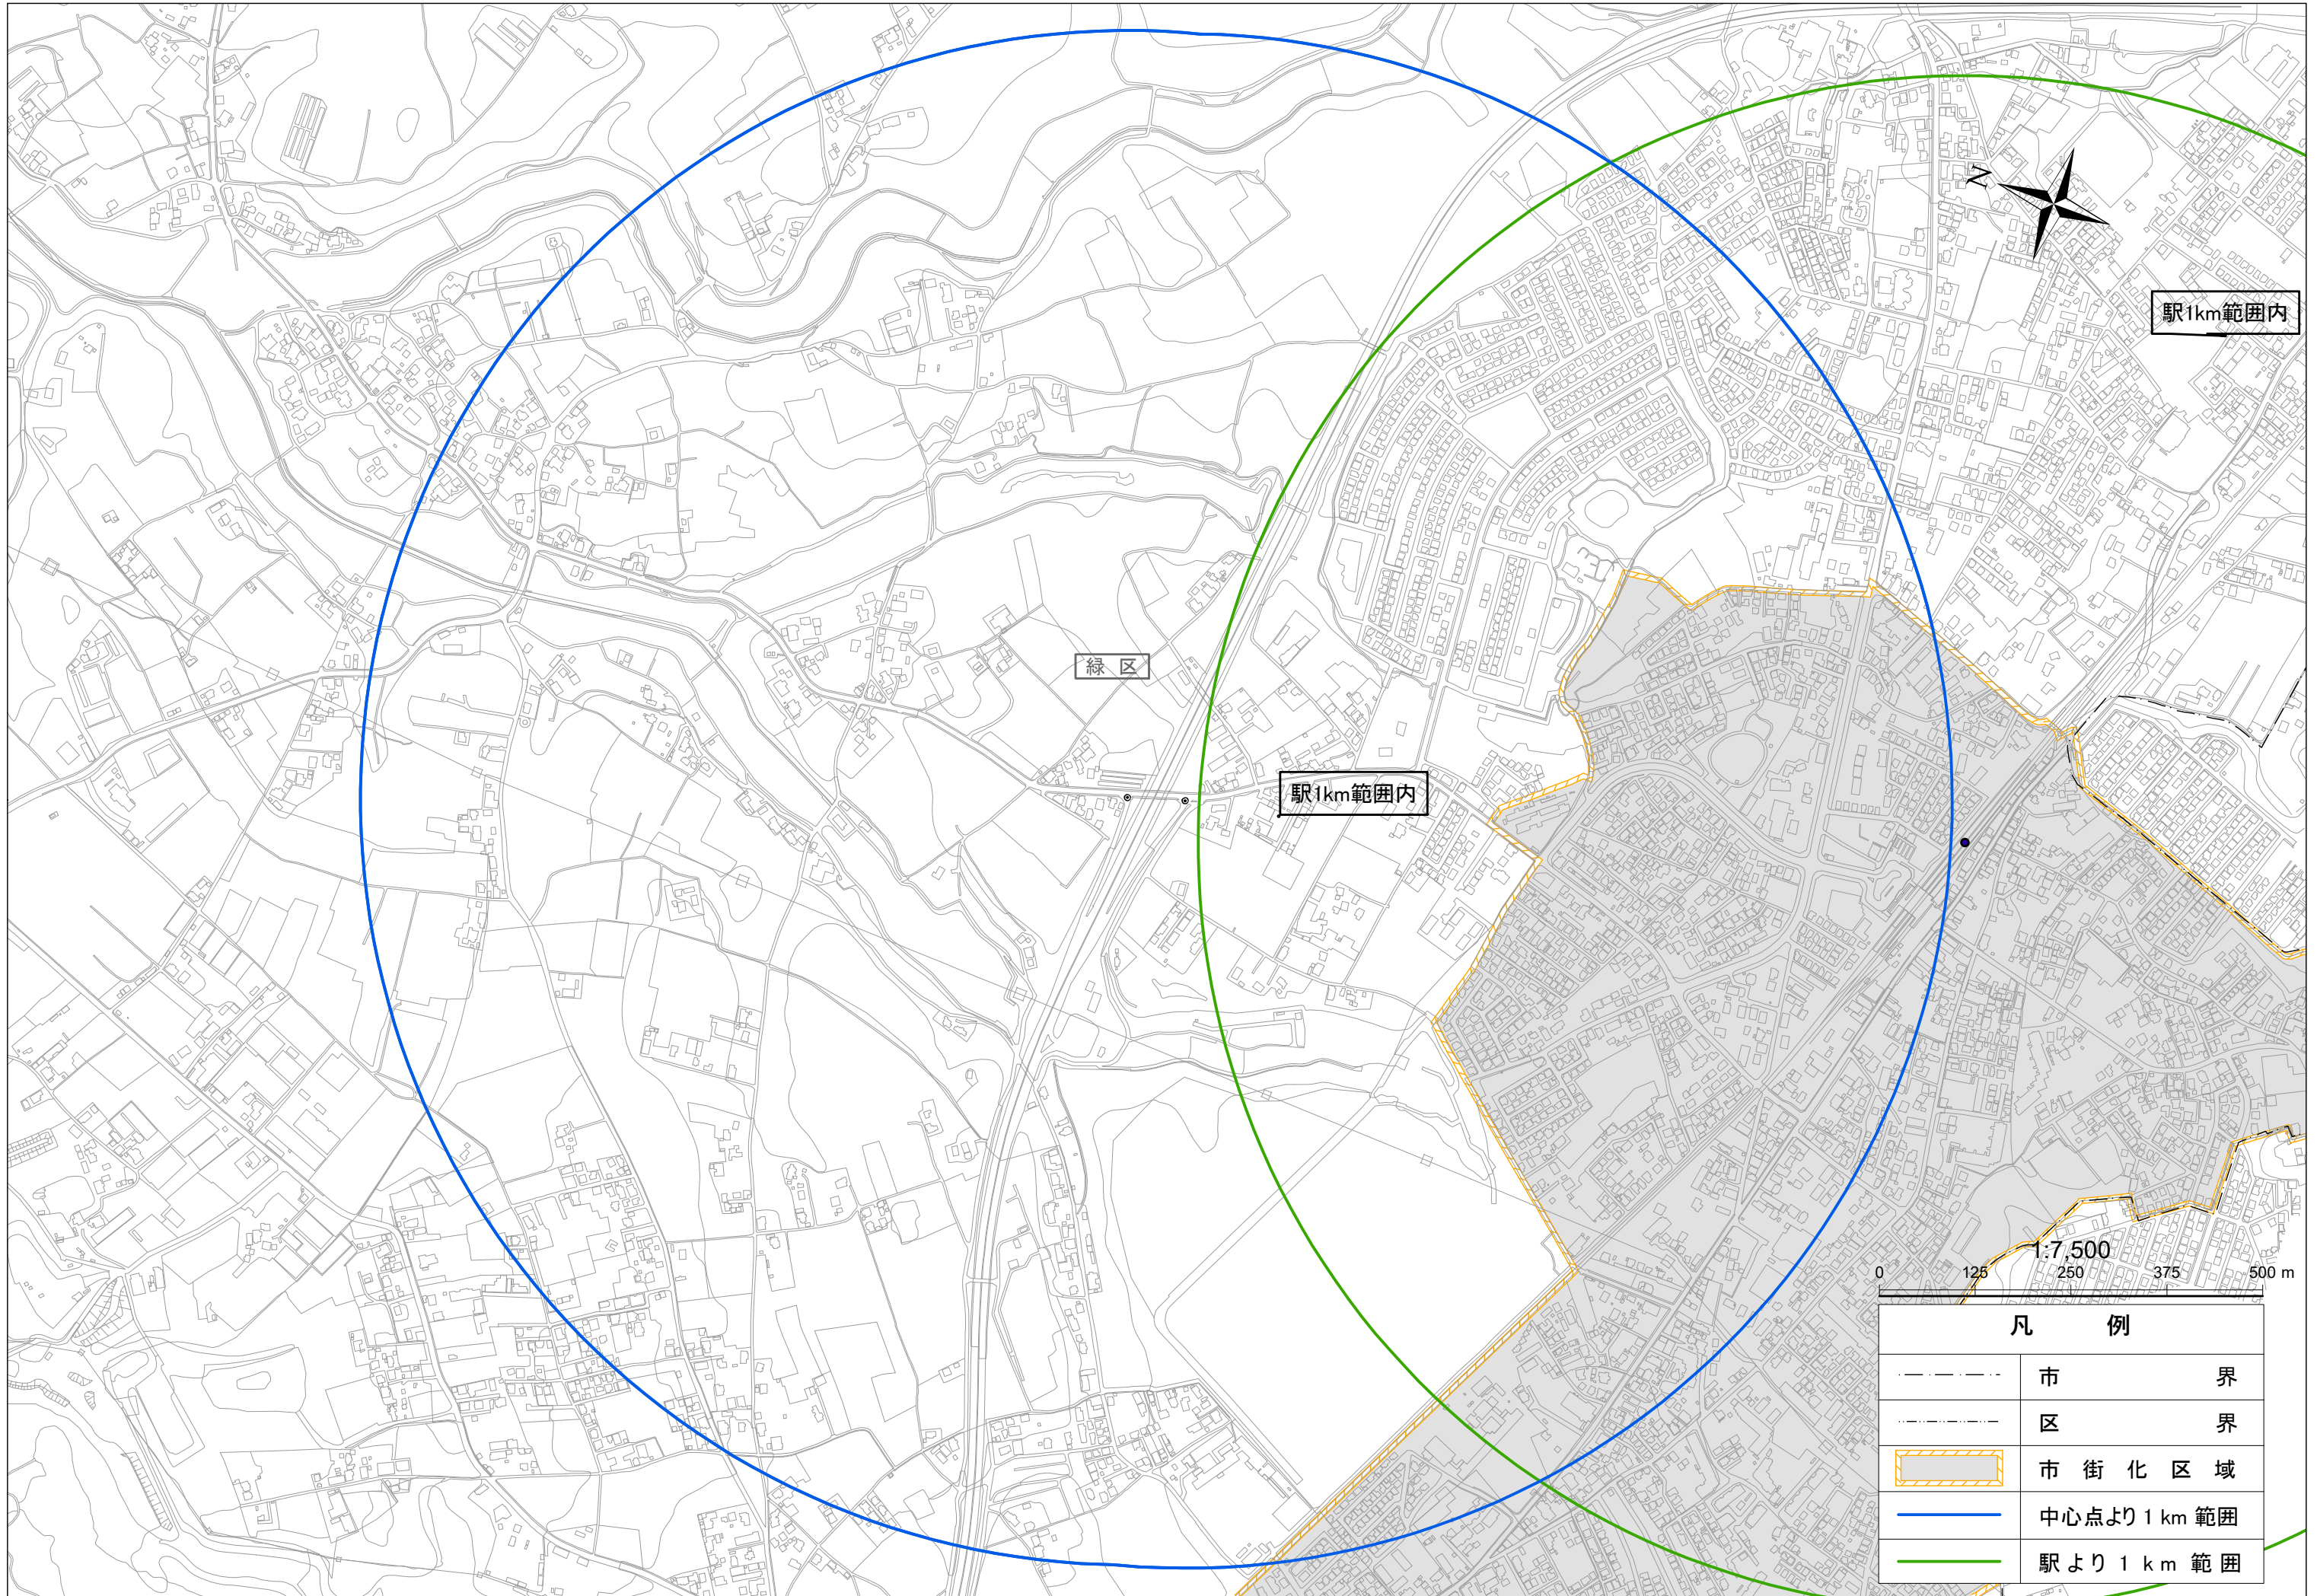 N
駅1km範囲内
緑 区
駅1km範囲内
1:7,500
0 125 250 375 500 m
凡 例
市 界
区 界
市 街 化 区 域
中心点より 1 km 範囲
駅 よ り 1 k m 範 囲